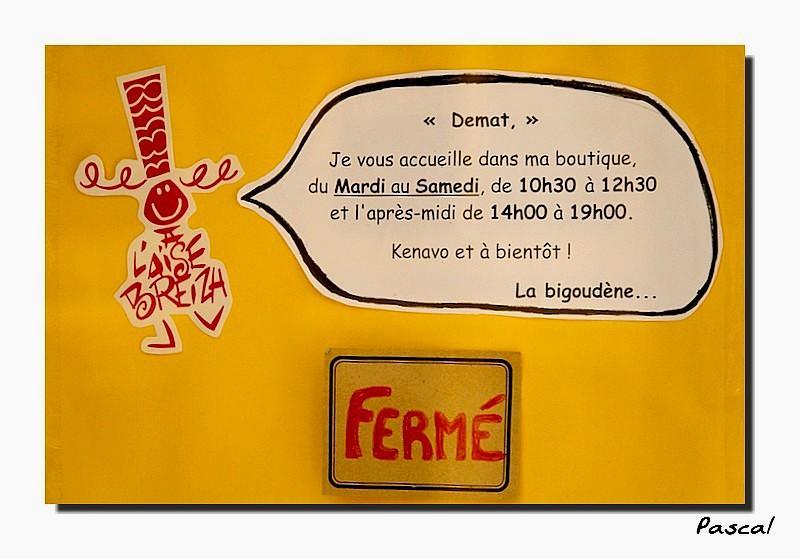 « Demat, »
Je vous accueille dans ma boutique,
du Mardi au Samedi, de 10h30 à 12h30
et l'après-midi de 14h00 à 19h00.
Kenavo et à bientôt !
La bigoudène...
À
L'AISE
BREIZH
FERMÉ
Pascal